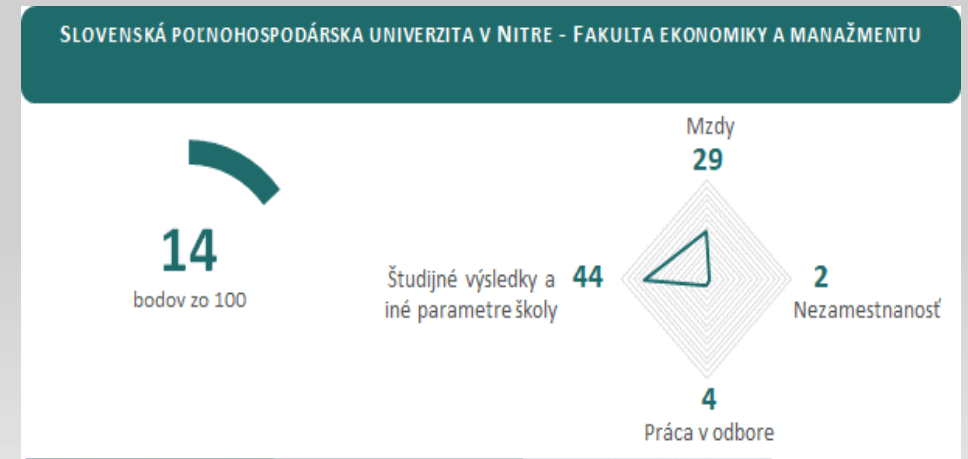 SLOVENSKÁ POĽNOHOSPODÁRSKA UNIVERZITA V NITRE - FAKULTA EKONOMIKY A MANAŽMENTU
14
bodov zo 100
Mzdy
29
Študijné výsledky a
iné parametre školy
44
2
Nezamestnanosť
4
Práca v odbore